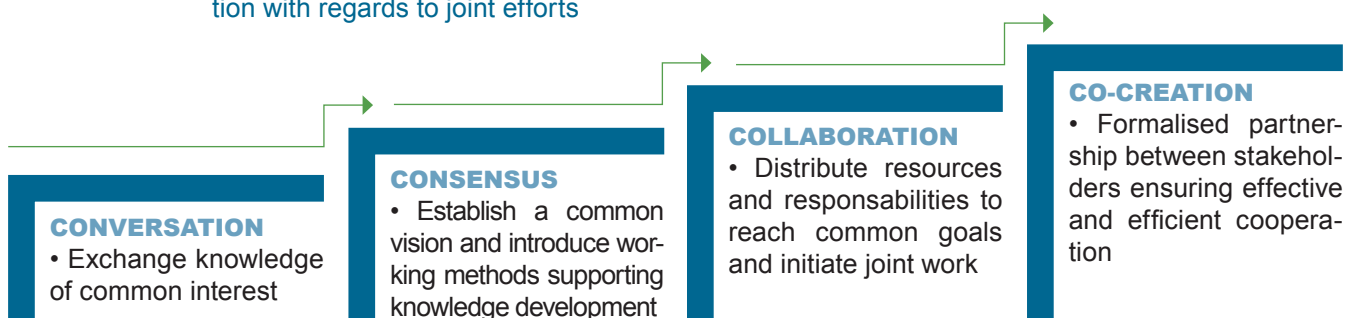 tion with regards to joint efforts
CONVERSATION
• Exchange knowledge
of common interest
CONSENSUS
• Establish a common
vision and introduce wor-
king methods supporting
knowledge development
COLLABORATION
• Distribute resources
and responsabilities to
reach common goals
and initiate joint work
CO-CREATION
• Formalised partner-
ship between stakehol-
ders ensuring effective
and efficient coopera-
tion